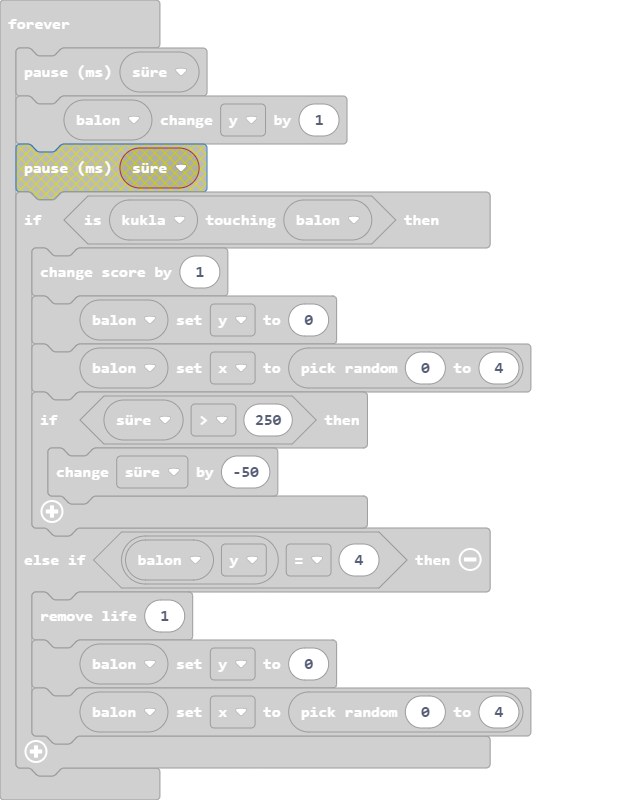 forever
pause (ms) süre
balon change y by 1
pause (ms) süre
if is kukla touching balon then
change score by 1
balon set y to 0
balon set x to pick random 0 to 4
if süre > 250 then
change süre by -50
else if balon y = 4 then
remove life 1
balon set y to 0
balon set x to pick random 0 to 4